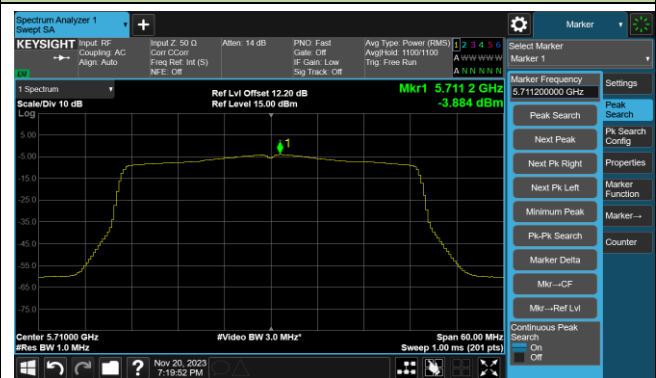 Spectrum Analyzer 1
Swept SA
+
Marker
KEYSIGHT
Input: RF
Coupling: AC
Align: Auto
Input Z: 50 Ω
Corr CCorr
Freq Ref: Int (S)
NFE: Off
Atten: 14 dB
PNO: Fast
Gate: Off
IF Gain: Low
Sig Track: Off
Avg Type: Power (RMS)
Avg|Hold: 1100/1100
Trig: Free Run
1 2 3 4 5 6
A W W W W W
A N N N N N
Select Marker
Marker 1
LVI
1 Spectrum
Scale/Div 10 dB
Log
Ref Lvl Offset 12.20 dB
Ref Level 15.00 dBm
Mkr1 5.711 2 GHz
-3.884 dBm
1
5.00
-5.00
-15.0
-25.0
-35.0
-45.0
-55.0
-65.0
-75.0
Center 5.71000 GHz
#Res BW 1.0 MHz
#Video BW 3.0 MHz*
Span 60.00 MHz
Sweep 1.00 ms (201 pts)
Marker Frequency
5.711200000 GHz
Peak Search
Next Peak
Next Pk Right
Next Pk Left
Minimum Peak
Pk-Pk Search
Marker Delta
Mkr→CF
Mkr→Ref Lvl
Continuous Peak
Search
On
Off
Settings
Peak
Search
Pk Search
Config
Properties
Marker
Function
Marker→
Counter
?
Nov 20, 2023
7:19:52 PM